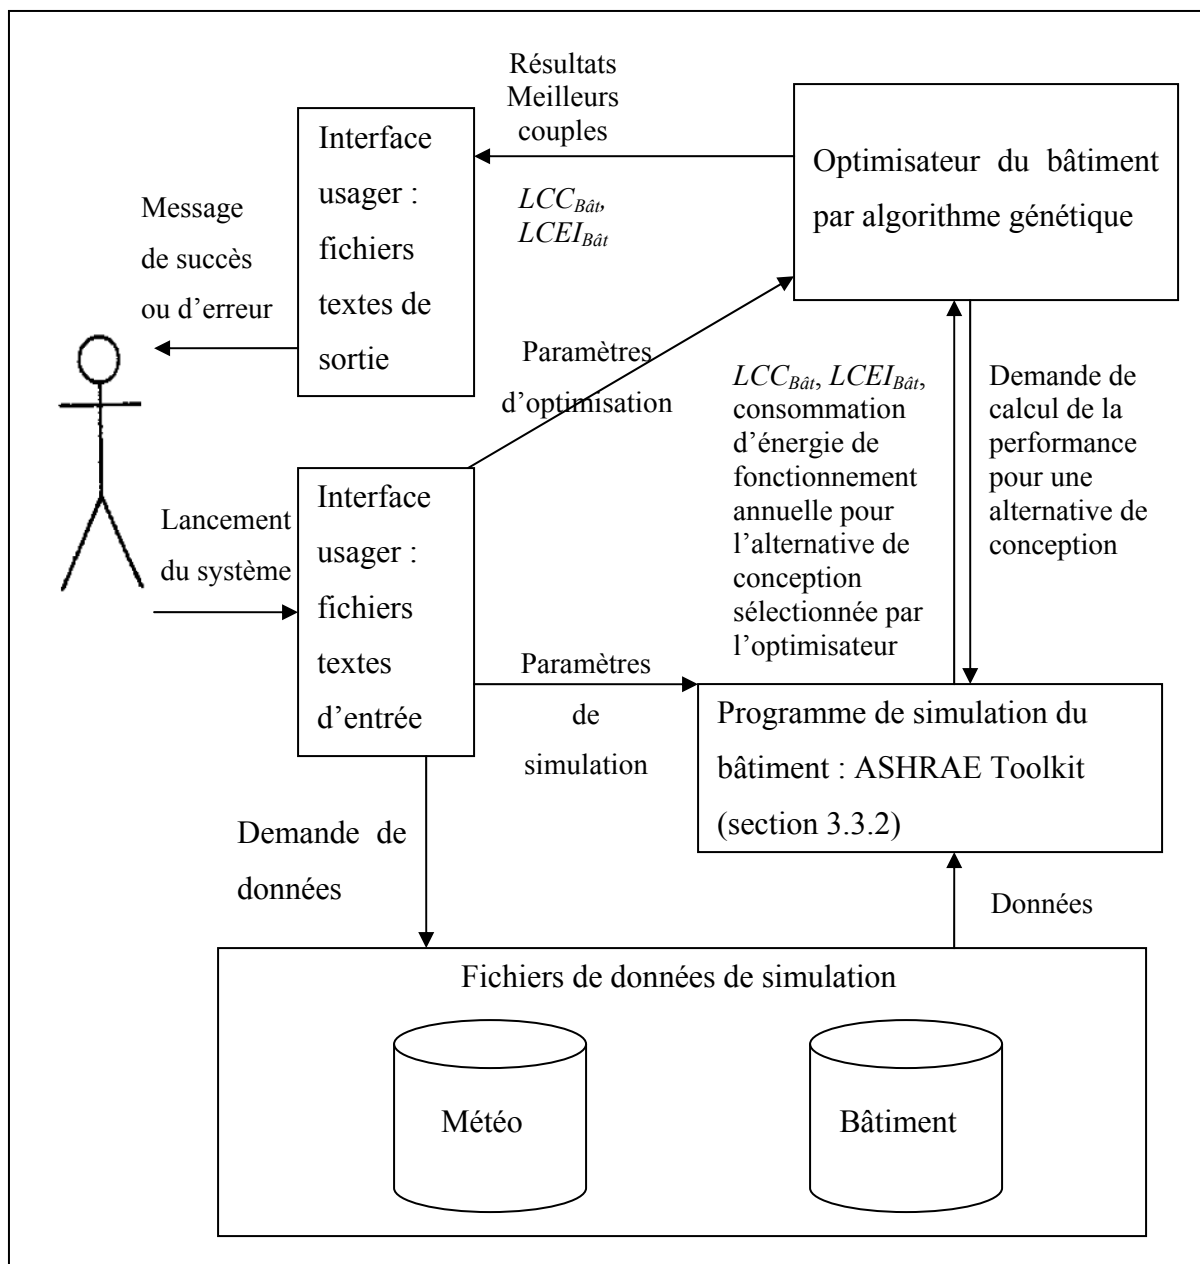 Résultats
Meilleurs
couples
LCC_Bât,
LCEI_Bât
Interface
usager :
fichiers
textes de
sortie
Optimisateur du bâtiment
par algorithme génétique
Message
de succès
ou d’erreur
Paramètres
d’optimisation
LCC_Bât, LCEI_Bât,
consommation
d’énergie de
fonctionnement
annuelle pour
l’alternative de
conception
sélectionnée par
l’optimisateur
Demande de
calcul de la
performance
pour une
alternative de
conception
Lancement
du système
Interface
usager :
fichiers
textes
d’entrée
Paramètres
de
simulation
Programme de simulation du
bâtiment : ASHRAE Toolkit
(section 3.3.2)
Demande de
données
Données
Fichiers de données de simulation
Météo
Bâtiment